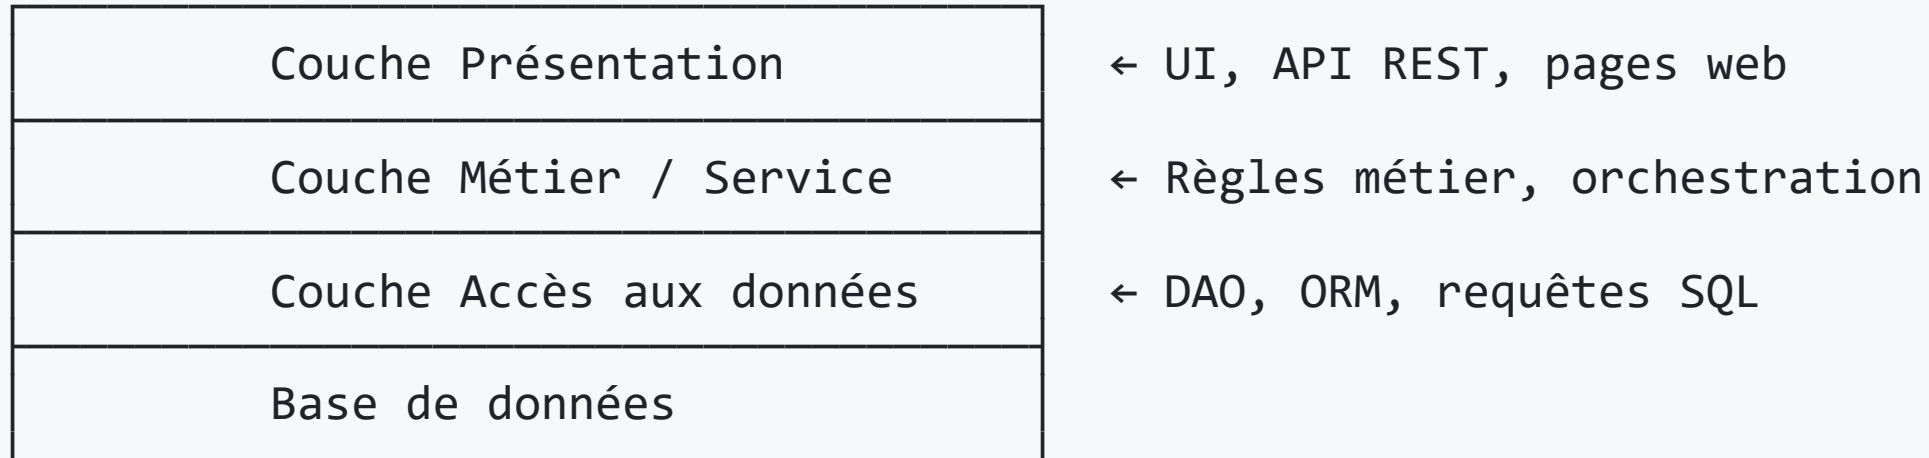 Couche Présentation ← UI, API REST, pages web
Couche Métier / Service ← Règles métier, orchestration
Couche Accès aux données ← DAO, ORM, requêtes SQL
Base de données